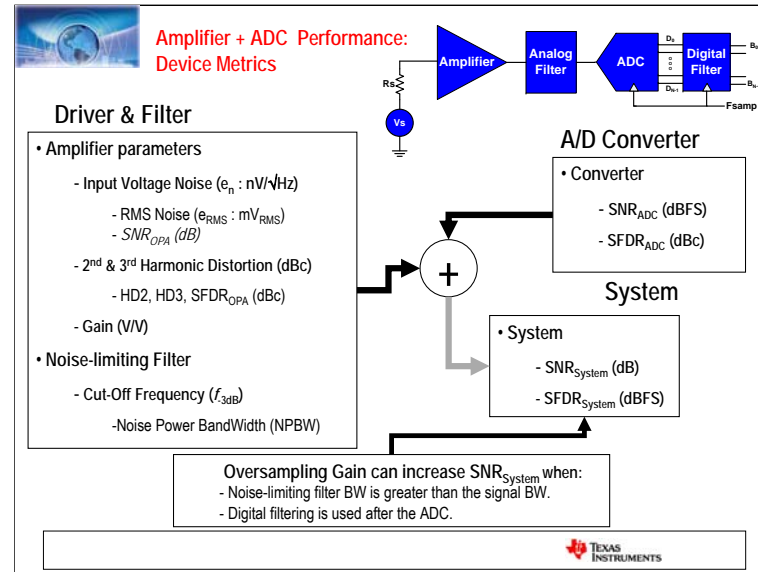 Amplifier + ADC Performance:
Device Metrics
Rs
Vs
Amplifier
Analog
Filter
ADC
D0
DN-1
Digital
Filter
Fsamp
Driver & Filter
• Amplifier parameters
- Input Voltage Noise (en : nV/√Hz)
- RMS Noise (eRMS : mVRMS)
- SNROPA (dB)
- 2nd & 3rd Harmonic Distortion (dBc)
- HD2, HD3, SFDROPA (dBc)
- Gain (V/V)
• Noise-limiting Filter
- Cut-Off Frequency (f-3dB)
-Noise Power BandWidth (NPBW)
A/D Converter
• Converter
- SNRADC (dBFS)
- SFDRADC (dBc)
+
System
• System
- SNRSystem (dB)
- SFDRSystem (dBFS)
Oversampling Gain can increase SNRSystem when:
- Noise-limiting filter BW is greater than the signal BW.
- Digital filtering is used after the ADC.
TEXAS
INSTRUMENTS